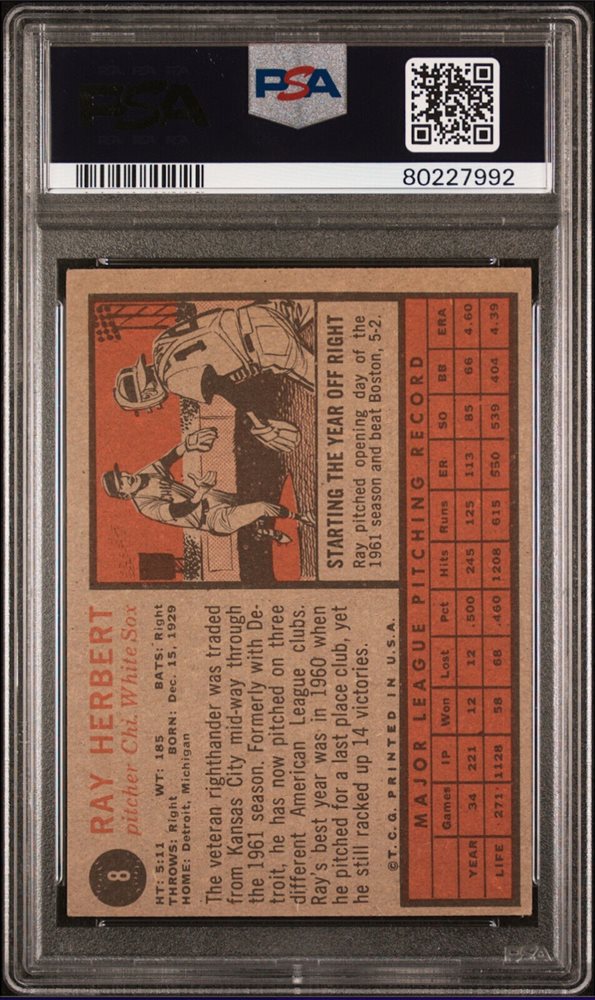 PSA
PSA
80227992
8
RAY HERBERT
pitcher Chi. White Sox
HT: 5:11 WT: 185 BATS: Right
THROWS: Right BORN: Dec. 15, 1929
HOME: Detroit, Michigan
The veteran righthander was traded
from Kansas City mid-way through
the 1961 season. Formerly with De-
troit, he has now pitched on three
different American League clubs.
Ray's best year was in 1960 when
he pitched for a last place club, yet
he still racked up 14 victories.
©T.C.G. PRINTED IN U.S.A.
1
STARTING THE YEAR OFF RIGHT
Ray pitched opening day of the
1961 season and beat Boston, 5-2.
MAJOR LEAGUE PITCHING RECORD
Games IP Won Lost Pct Hits Runs ER SO BB ERA
YEAR 34 221 12 12 .500 245 125 113 85 66 4.60
LIFE 271 1128 58 68 .460 1208 615 550 539 404 4.39
PSA